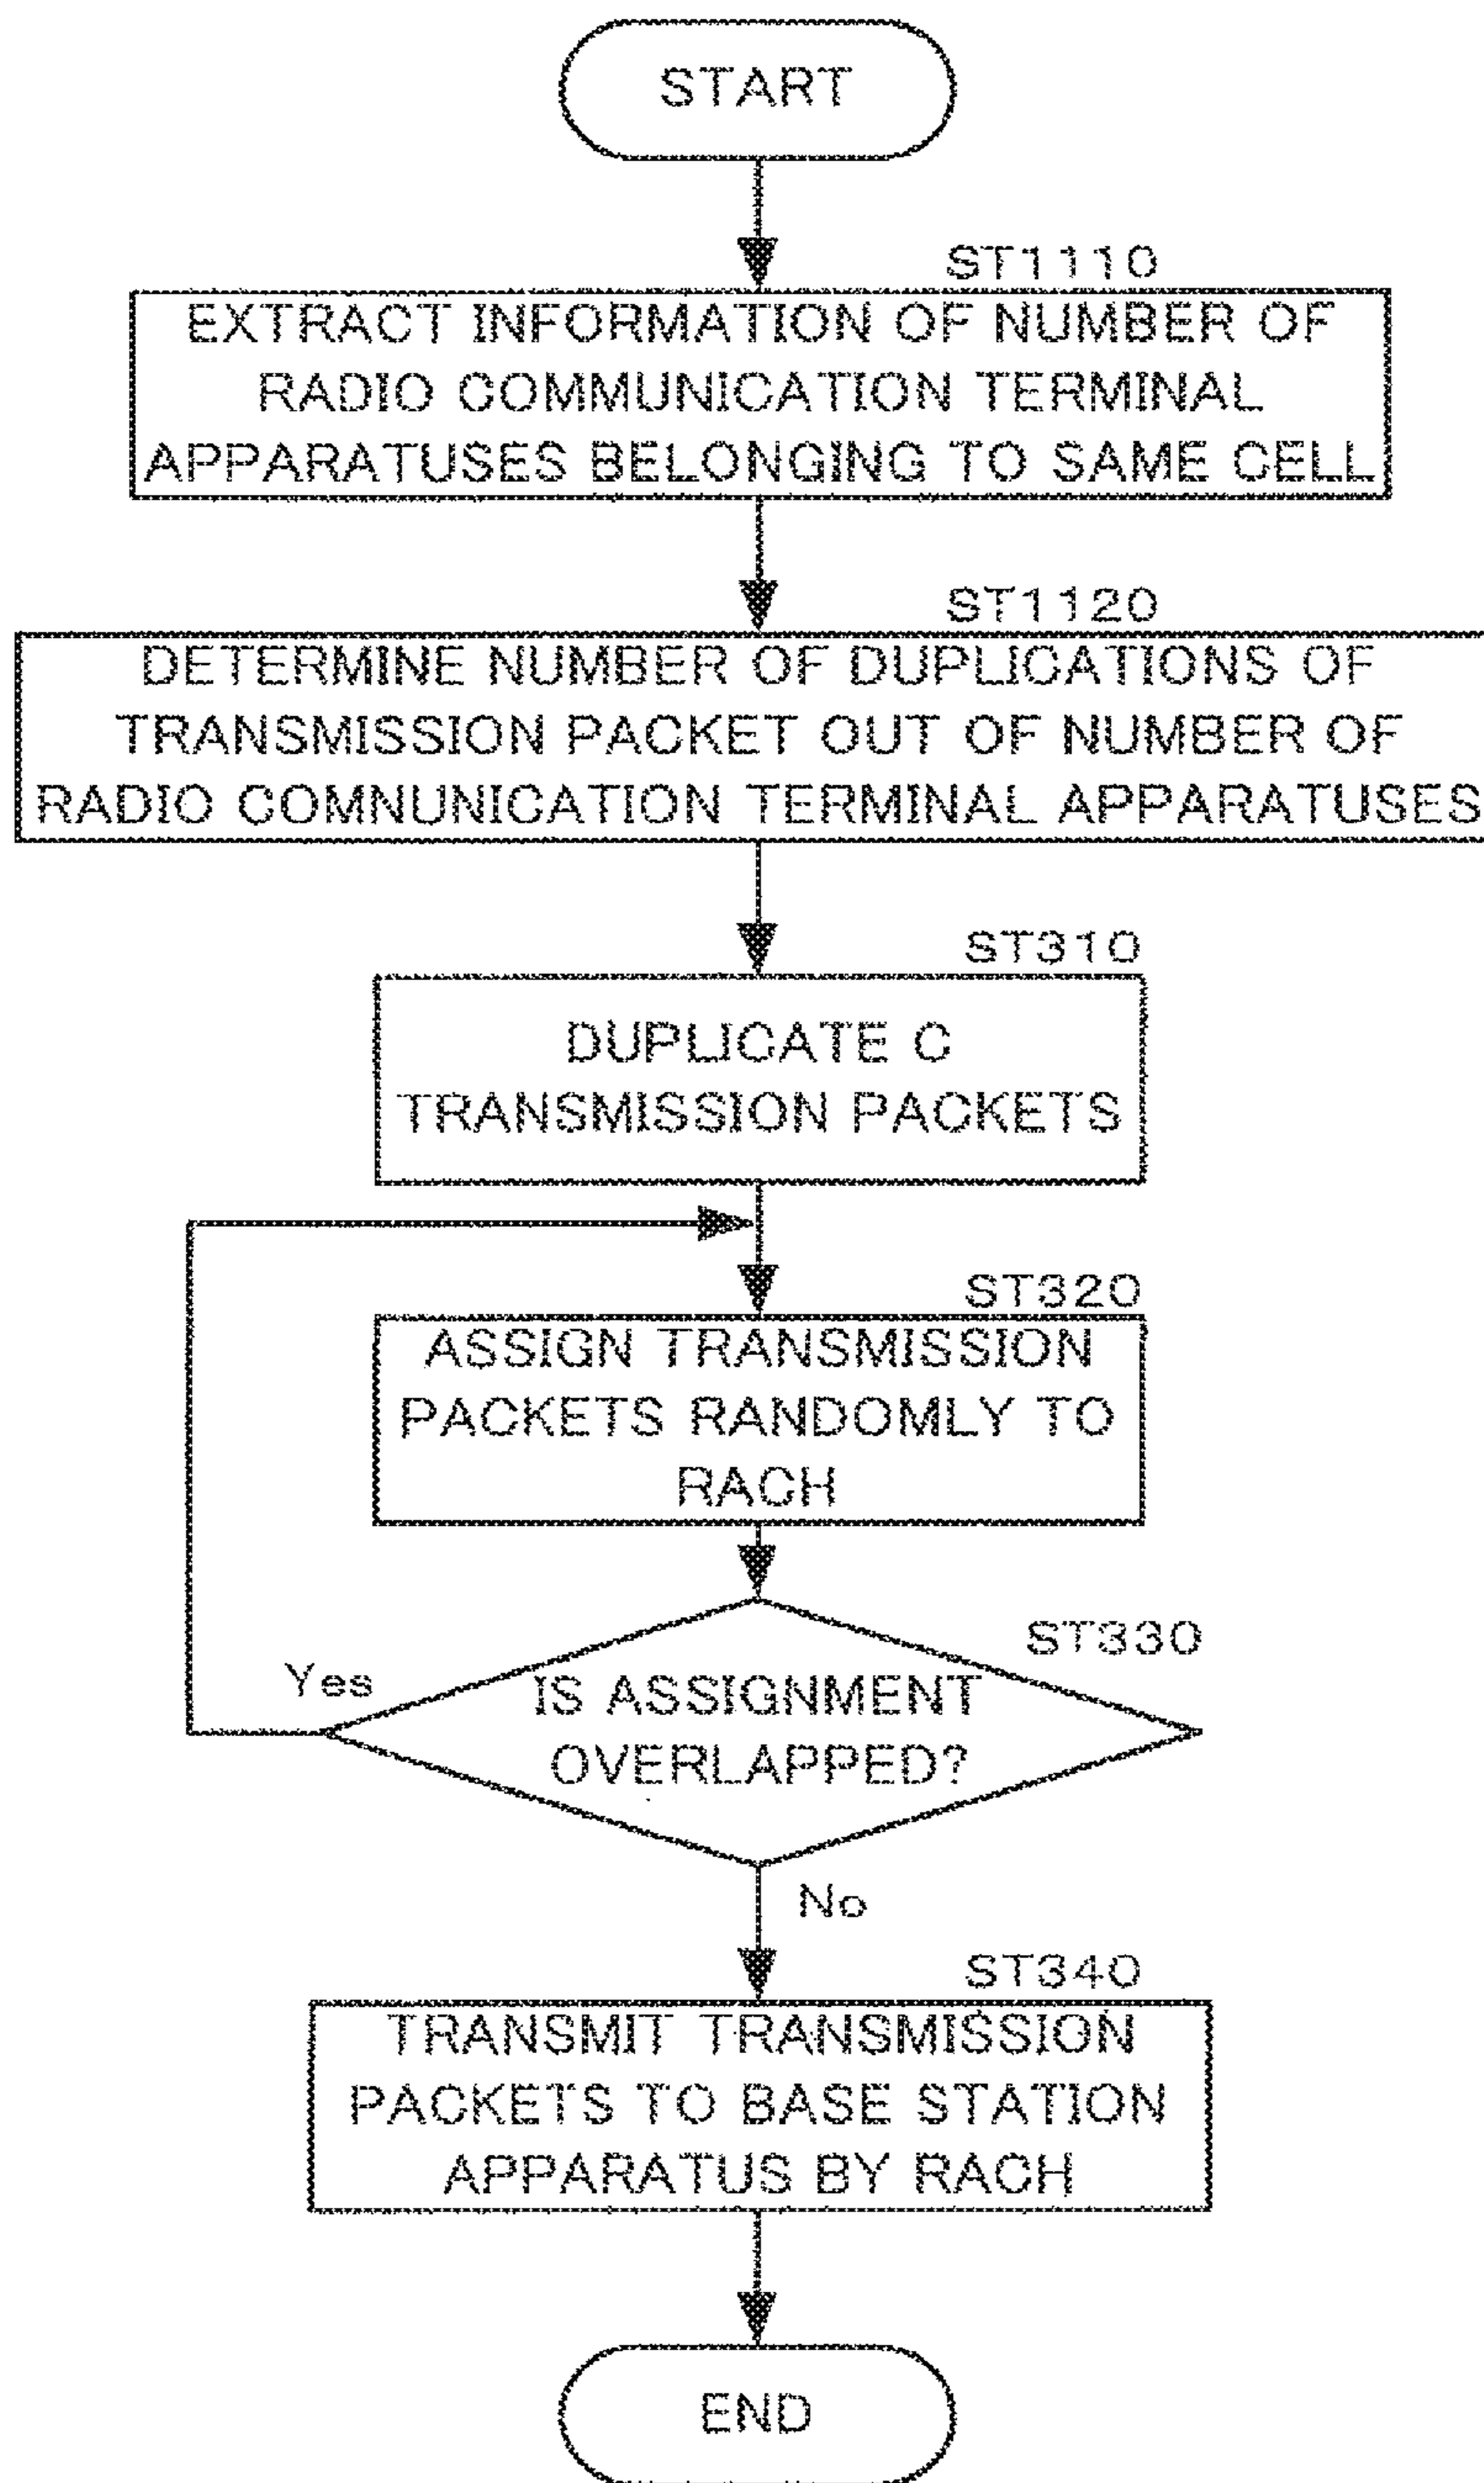 START
ST1110
EXTRACT INFORMATION OF NUMBER OF
RADIO COMMUNICATION TERMINAL
APPARATUSES BELONGING TO SAME CELL
ST1120
DETERMINE NUMBER OF DUPLICATIONS OF
TRANSMISSION PACKET OUT OF NUMBER OF
RADIO COMNUNICATION TERMINAL APPARATUSES
ST310
DUPLICATE C
TRANSMISSION PACKETS
ST320
ASSIGN TRANSMISSION
PACKETS RANDOMLY TO
RACH
ST330
Yes
IS ASSIGNMENT
OVERLAPPED?
No
ST340
TRANSMIT TRANSMISSION
PACKETS TO BASE STATION
APPARATUS BY RACH
END